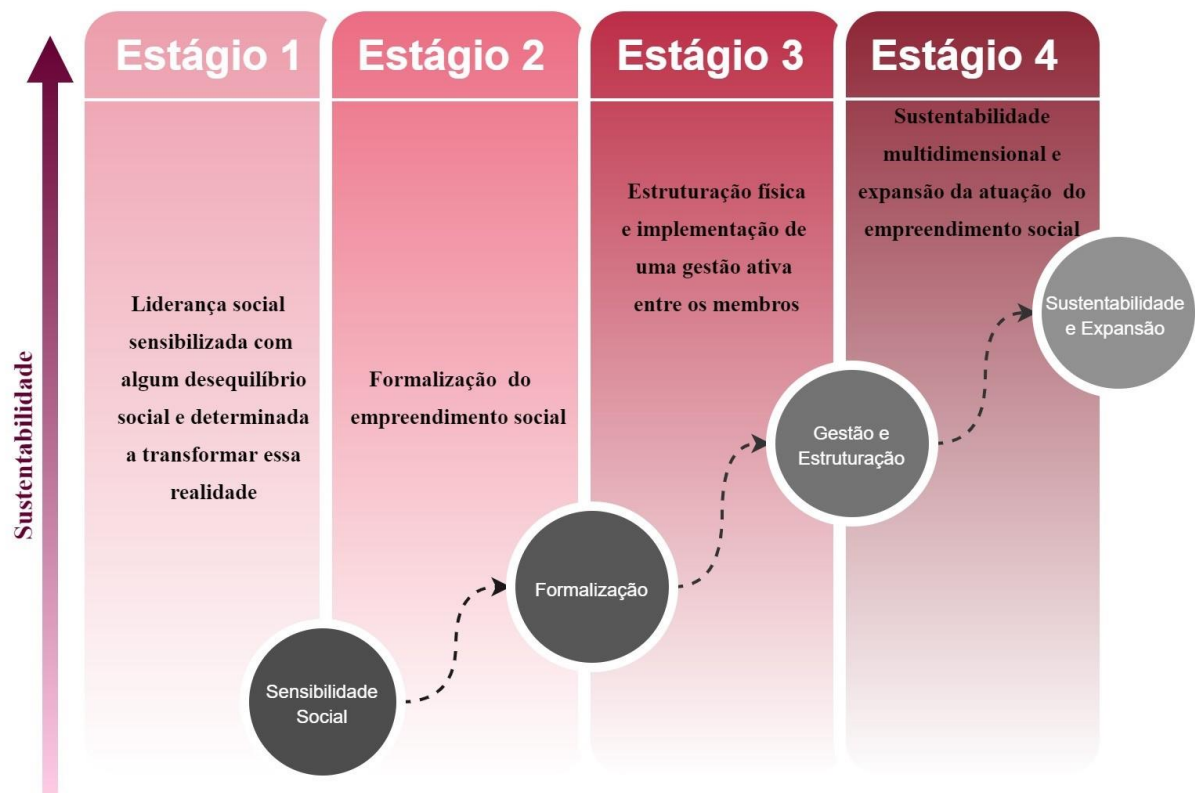 Estágio 1
Estágio 2
Estágio 3
Estágio 4
Sustentabilidade
Liderança social
sensibilizada com
algum desequilíbrio
social e determinada
a transformar essa
realidade
Formalização do
empreendimento social
Estruturação física
e implementação de
uma gestão ativa
entre os membros
Sustentabilidade
multidimensional e
expansão da atuação do
empreendimento social
Sensibilidade
Social
Formalização
Gestão e
Estruturação
Sustentabilidade
e Expansão